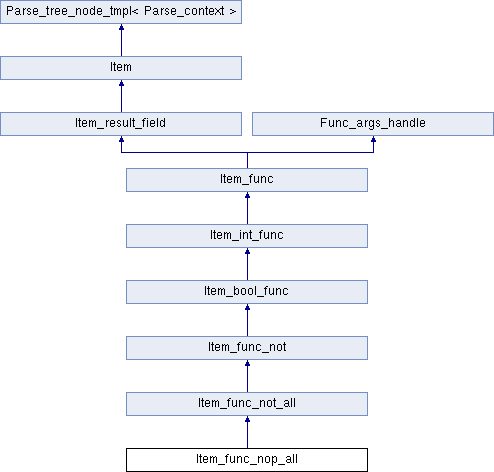 Parse_tree_node_tmpl< Parse_context >
Item
Item_result_field
Func_args_handle
Item_func
Item_int_func
Item_bool_func
Item_func_not
Item_func_not_all
Item_func_nop_all